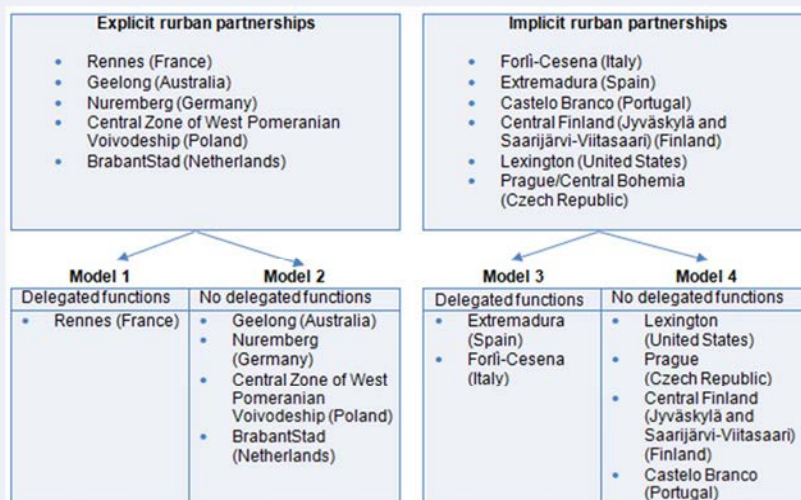 Explicit rurban partnerships
• Rennes (France)
• Geelong (Australia)
• Nuremberg (Germany)
• Central Zone of West Pomeranian
Voivodeship (Poland)
• BrabantStad (Netherlands)
Implicit rurban partnerships
• Forlì-Cesena (Italy)
• Extremadura (Spain)
• Castelo Branco (Portugal)
• Central Finland (Jyväskylä and
Saarijärvi-Viitasaari) (Finland)
• Lexington (United States)
• Prague/Central Bohemia
(Czech Republic)
Model 1
Delegated functions
• Rennes (France)
Model 2
No delegated functions
• Geelong (Australia)
• Nuremberg
(Germany)
• Central Zone of West
Pomeranian
Voivodeship (Poland)
• BrabantStad
(Netherlands)
Model 3
Delegated functions
• Extremadura
(Spain)
• Forlì-Cesena
(Italy)
Model 4
No delegated functions
• Lexington
(United States)
• Prague
(Czech Republic)
• Central Finland
(Jyväskylä and
Saarijärvi-Viitasaari)
(Finland)
• Castelo Branco
(Portugal)